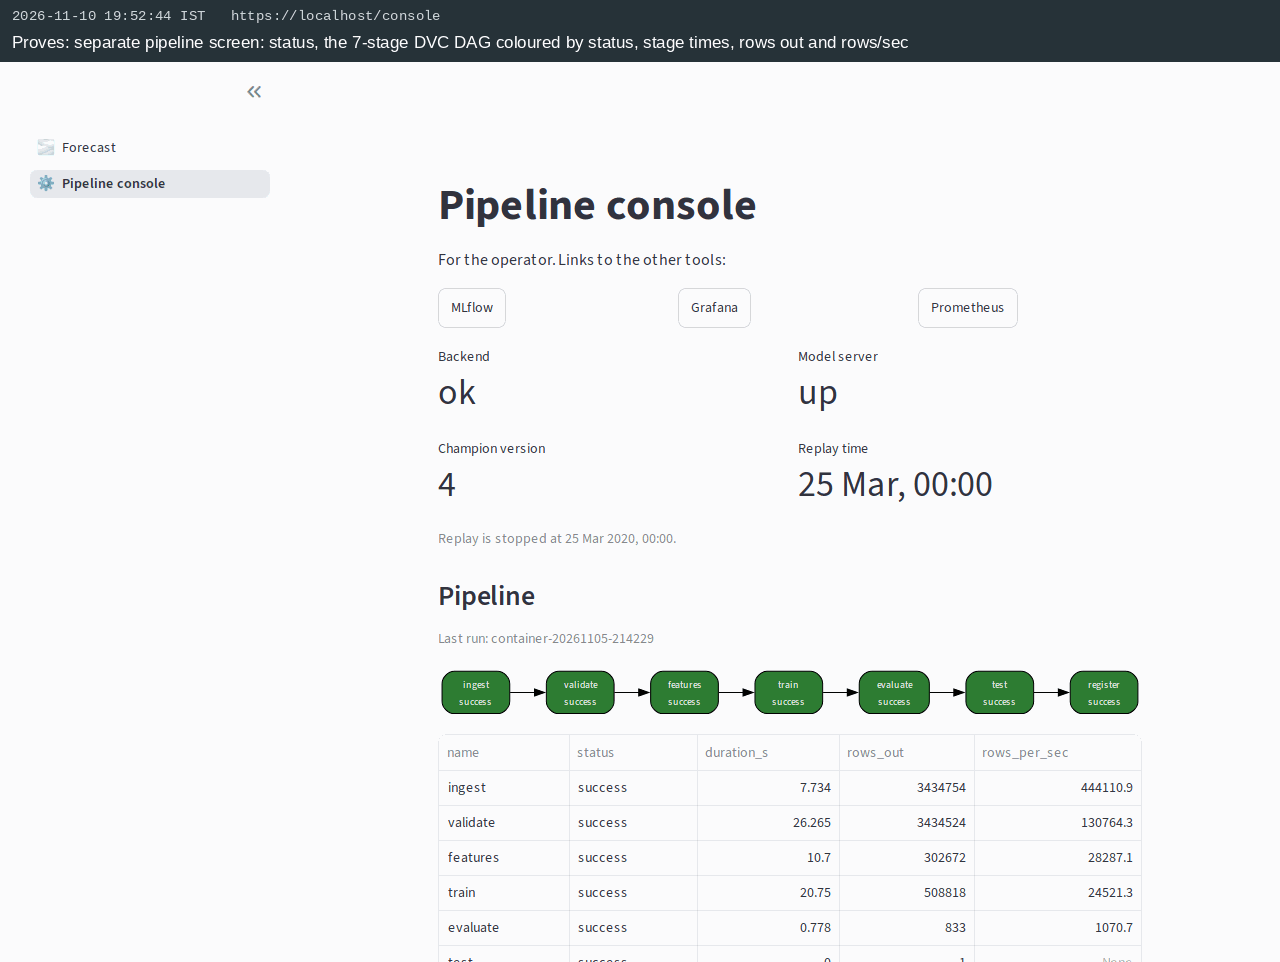 2026-11-10 19:52:44 IST   https://localhost/console
Proves: separate pipeline screen: status, the 7-stage DVC DAG coloured by status, stage times, rows out and rows/sec
Forecast
Pipeline console
Pipeline console
For the operator. Links to the other tools:
MLflow   Grafana   Prometheus
Backend   Model server
ok   up
Champion version   Replay time
4   25 Mar, 00:00
Replay is stopped at 25 Mar 2020, 00:00.
Pipeline
Last run: container-20261105-214229
ingest   validate   features   train   evaluate   test   register
success   success   success   success   success   success   success
name   status   duration_s   rows_out   rows_per_sec
ingest   success   7.734   3434754   444110.9
validate   success   26.265   3434524   130764.3
features   success   10.7   302672   28287.1
train   success   20.75   508818   24521.3
evaluate   success   0.778   833   1070.7
test   success   0   1   None